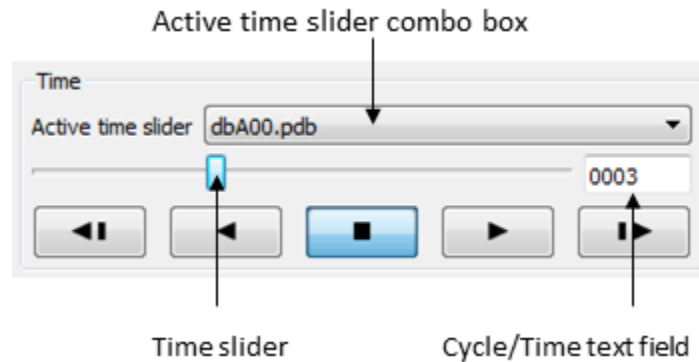 Active time slider combo box
Time
Active time slider dbA00.pdb
0003
Time slider Cycle/Time text field